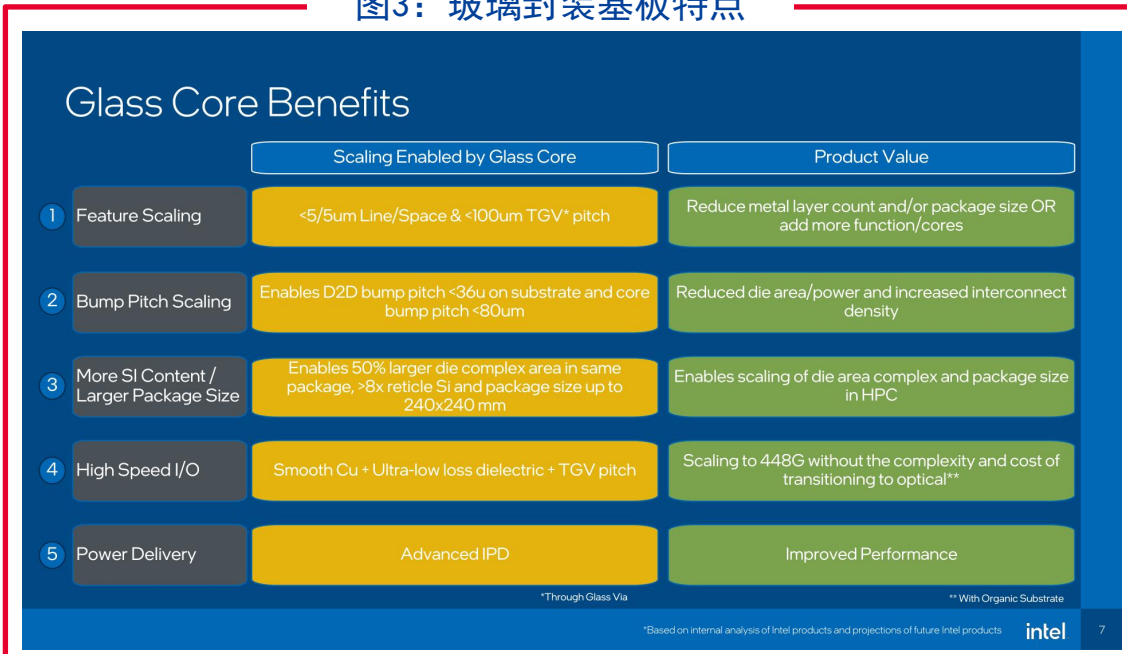 图3：玻璃封装基板特点
Glass Core Benefits
Scaling Enabled by Glass Core
Product Value
1
Feature Scaling
<5/5um Line/Space & <100um TGV* pitch
Reduce metal layer count and/or package size OR
add more function/cores
2
Bump Pitch Scaling
Enables D2D bump pitch <36u on substrate and core
bump pitch <80um
Reduced die area/power and increased interconnect
density
3
More SI Content /
Larger Package Size
Enables 50% larger die complex area in same
package, >8x reticle Si and package size up to
240x240 mm
Enables scaling of die area complex and package size
in HPC
4
High Speed I/O
Smooth Cu + Ultra-low loss dielectric + TGV pitch
Scaling to 448G without the complexity and cost of
transitioning to optical**
5
Power Delivery
Advanced IPD
Improved Performance
*Through Glass Via
** With Organic Substrate
*Based on internal analysis of Intel products and projections of future Intel products
intel
7